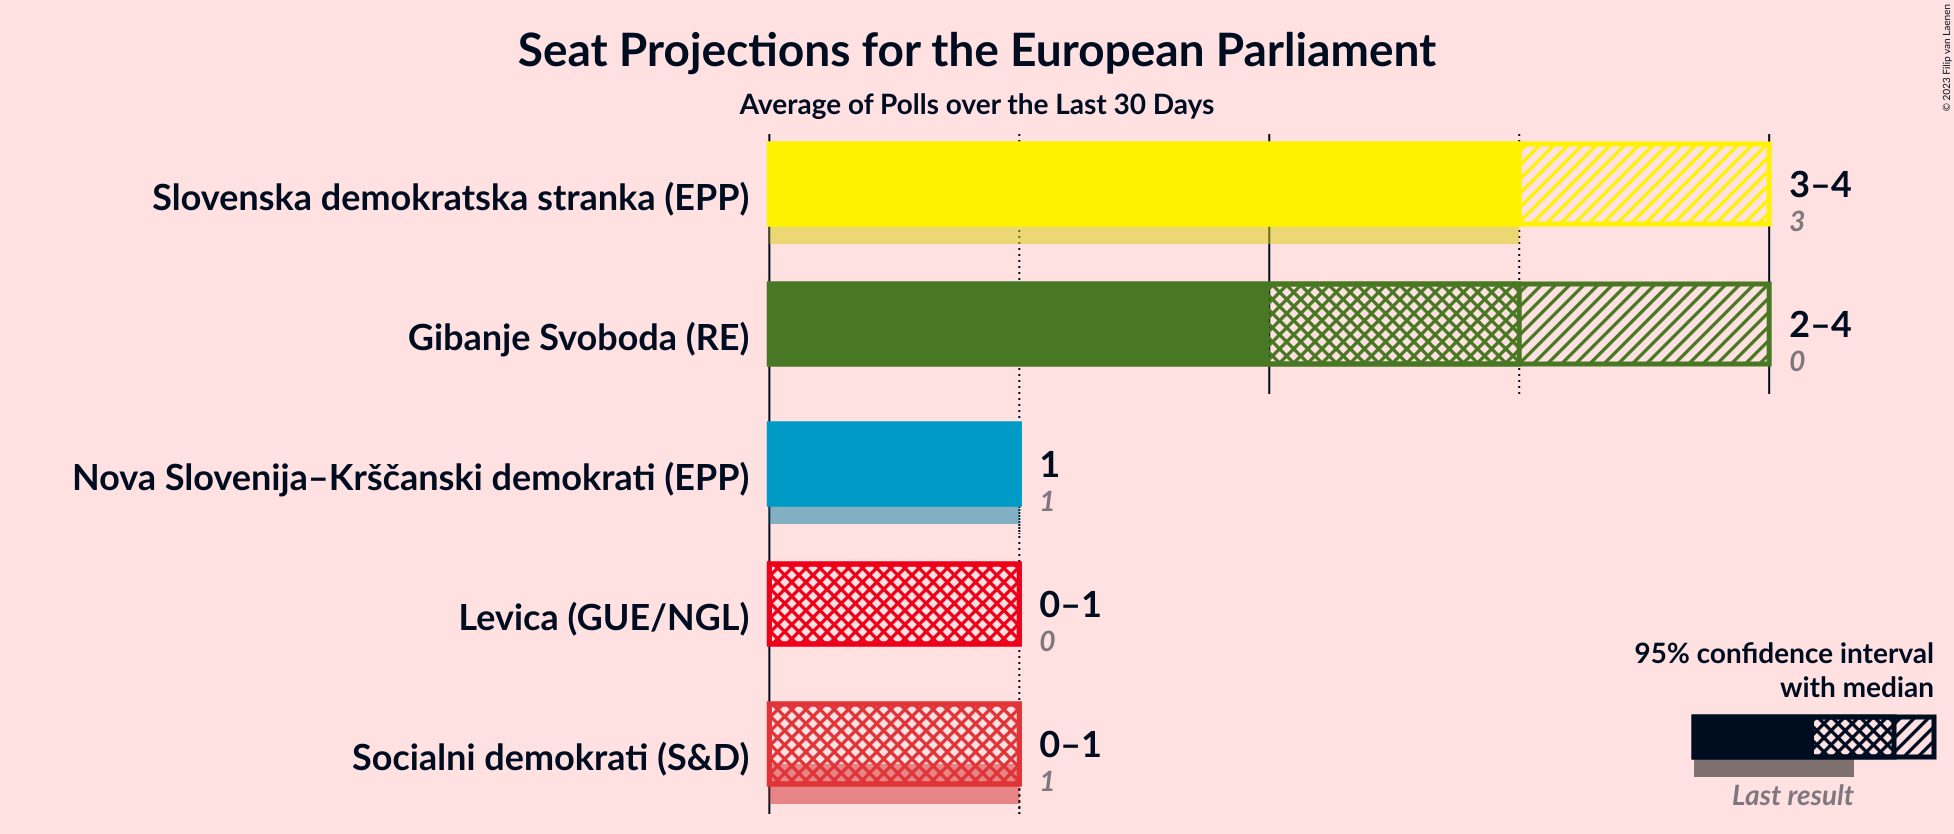 Seat Projections for the European Parliament
Average of Polls over the Last 30 Days
© 2023 Filip van Laenen
Slovenska demokratska stranka (EPP)
3–4
3
Gibanje Svoboda (RE)
2–4
0
Nova Slovenija–Krščanski demokrati (EPP)
1
1
Levica (GUE/NGL)
0–1
0
Socialni demokrati (S&D)
0–1
1
95% confidence interval
with median
Last result